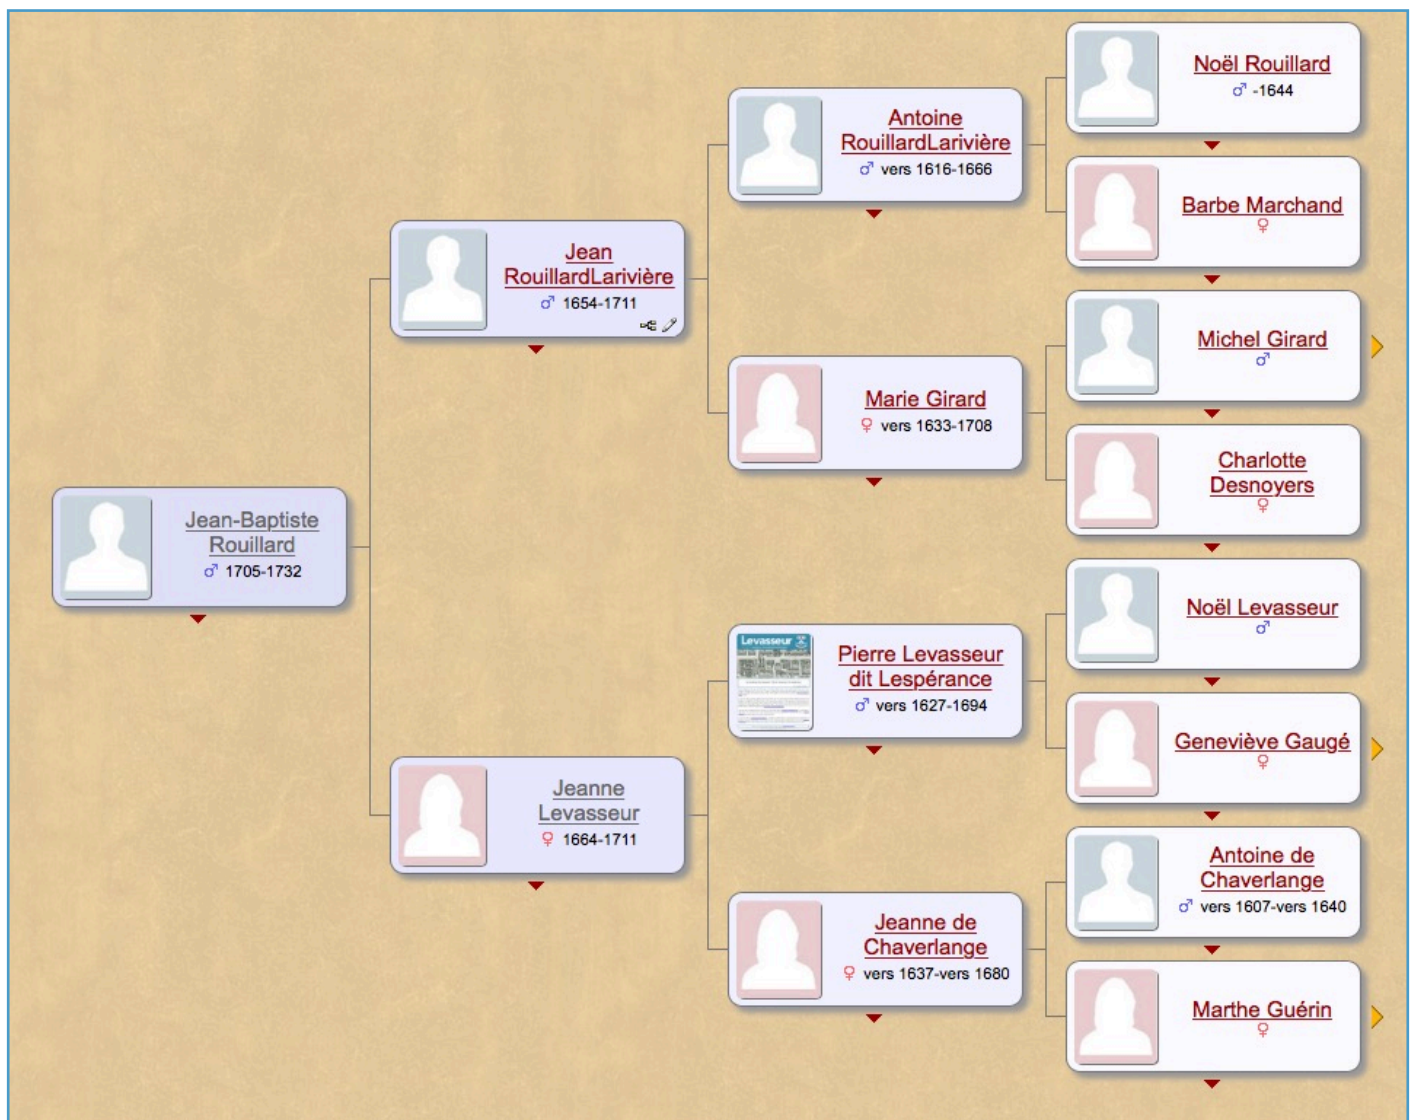 Noël Rouillard
♂ -1644
Antoine
RouillardLarivière
♂ vers 1616-1666
Barbe Marchand
♀
Jean
RouillardLarivière
♂ 1654-1711
Michel Girard
♂
Marie Girard
♀ vers 1633-1708
Charlotte
Desnoyers
♀
Jean-Baptiste
Rouillard
♂ 1705-1732
Noël Levasseur
♂
Levasseur
Pierre Levasseur
dit Lespérance
♂ vers 1627-1694
Geneviève Gaugé
♀
Jeanne
Levasseur
♀ 1664-1711
Antoine de
Chaverlange
♂ vers 1607-vers 1640
Jeanne de
Chaverlange
♀ vers 1637-vers 1680
Marthe Guérin
♀